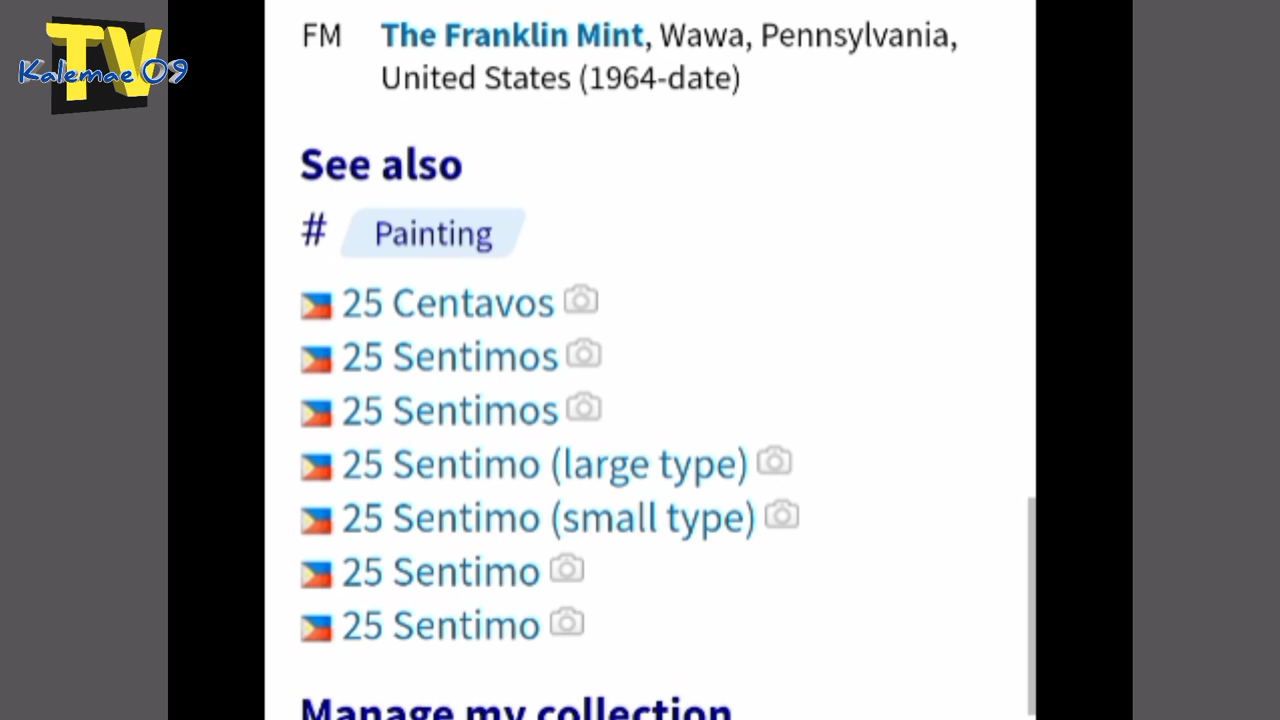 TV
Kalemae 09
FM The Franklin Mint, Wawa, Pennsylvania,
United States (1964-date)
See also
# Painting
25 Centavos
25 Sentimos
25 Sentimos
25 Sentimo (large type)
25 Sentimo (small type)
25 Sentimo
25 Sentimo
Manage my collection